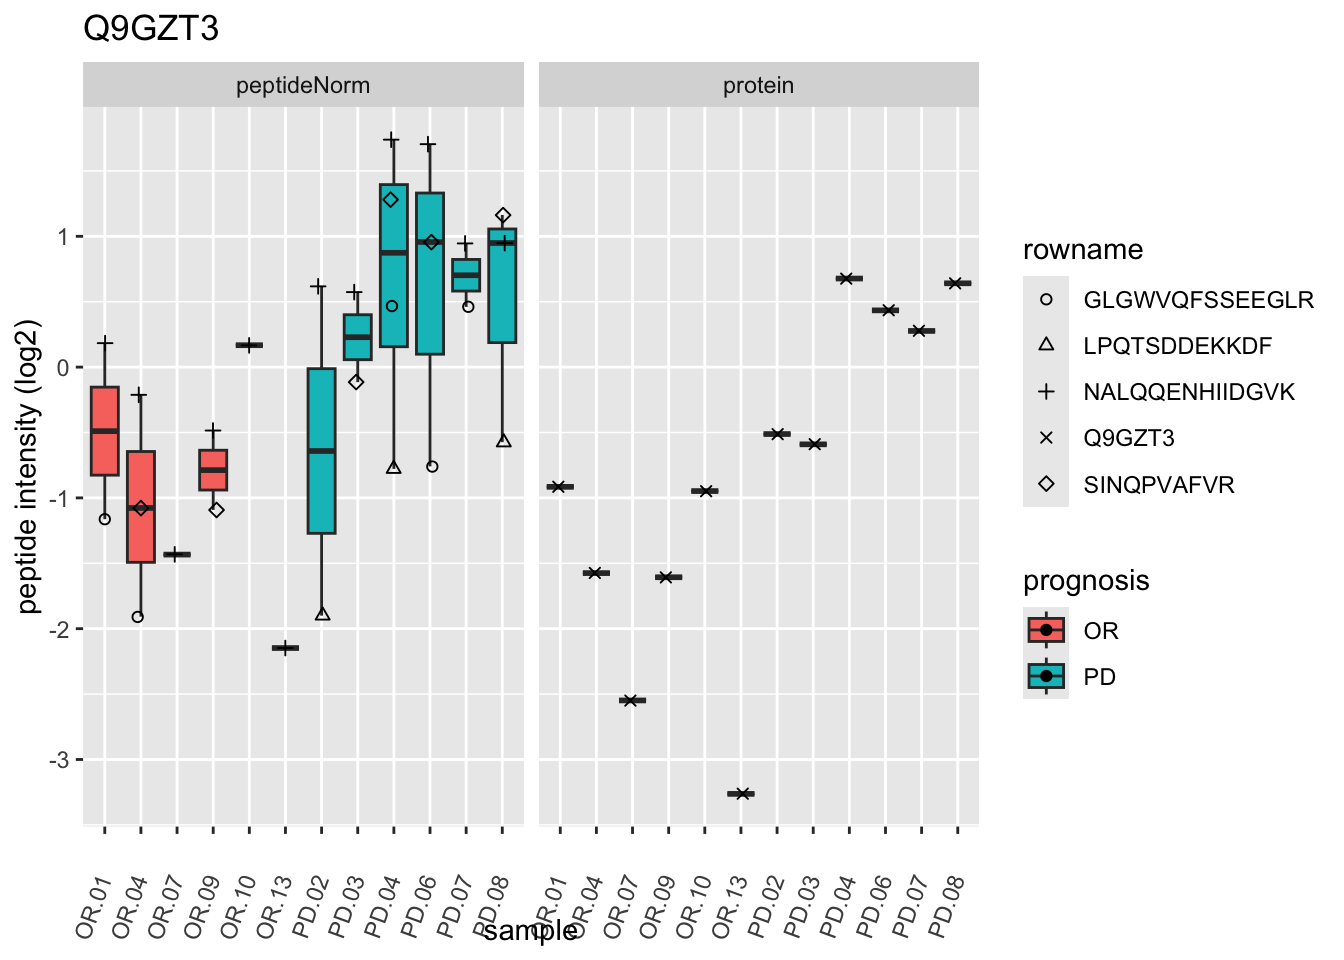 Q9GZT3
peptideNorm
protein
peptide intensity (log2)
1
0
-1
-2
-3
OR.01
OR.04
OR.07
OR.09
OR.10
OR.13
PD.02
PD.03
PD.04
PD.06
PD.07
PD.08
OR.01
OR.04
OR.07
OR.09
OR.10
OR.13
PD.02
PD.03
PD.04
PD.06
PD.07
PD.08
sample
rowname
GLGWVQFSSEEGLR
LPQTSDDEKKDF
NALQQENHIIDGVK
Q9GZT3
SINQPVAFVR
prognosis
OR
PD